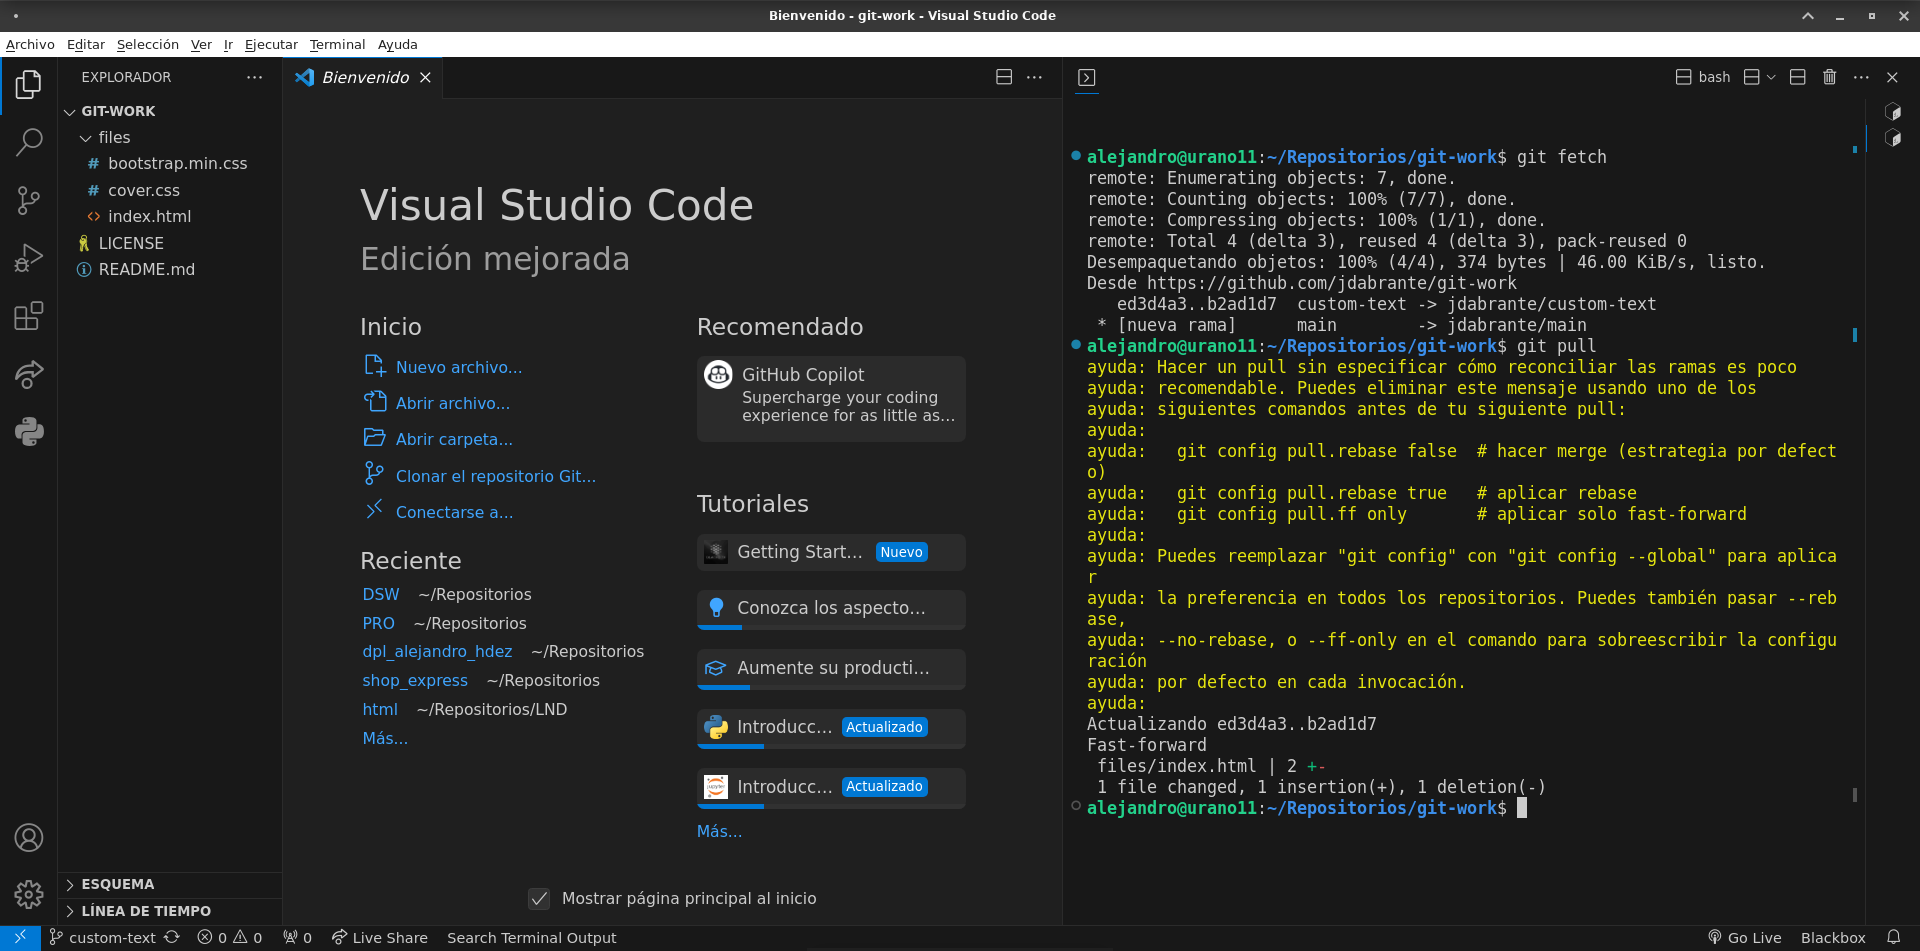 Bienvenido - git-work - Visual Studio Code
Archivo Editar Selección Ver Ir Ejecutar Terminal Ayuda
EXPLORADOR
GIT-WORK
files
# bootstrap.min.css
# cover.css
<> index.html
LICENSE
README.md
ESQUEMA
LÍNEA DE TIEMPO
Bienvenido
Visual Studio Code
Edición mejorada
Inicio
Nuevo archivo...
Abrir archivo...
Abrir carpeta...
Clonar el repositorio Git...
Conectarse a...
Reciente
DSW ~/Repositorios
PRO ~/Repositorios
dpl_alejandro_hdez ~/Repositorios
shop_express ~/Repositorios
html ~/Repositorios/LND
Más...
Recomendado
GitHub Copilot
Supercharge your coding
experience for as little as...
Tutoriales
Getting Start... Nuevo
Conozca los aspecto...
Aumente su producti...
Introducc... Actualizado
Introducc... Actualizado
Más...
Mostrar página principal al inicio
bash
alejandro@urano11:~/Repositorios/git-work$ git fetch
remote: Enumerating objects: 7, done.
remote: Counting objects: 100% (7/7), done.
remote: Compressing objects: 100% (1/1), done.
remote: Total 4 (delta 3), reused 4 (delta 3), pack-reused 0
Desempaquetando objetos: 100% (4/4), 374 bytes | 46.00 KiB/s, listo.
Desde https://github.com/jdabrante/git-work
   ed3d4a3..b2ad1d7  custom-text -> jdabrante/custom-text
 * [nueva rama]      main        -> jdabrante/main
alejandro@urano11:~/Repositorios/git-work$ git pull
ayuda: Hacer un pull sin especificar cómo reconciliar las ramas es poco
ayuda: recomendable. Puedes eliminar este mensaje usando uno de los
ayuda: siguientes comandos antes de tu siguiente pull:
ayuda:
ayuda:   git config pull.rebase false  # hacer merge (estrategia por defect
o)
ayuda:   git config pull.rebase true   # aplicar rebase
ayuda:   git config pull.ff only       # aplicar solo fast-forward
ayuda:
ayuda: Puedes reemplazar "git config" con "git config --global" para aplica
r
ayuda: la preferencia en todos los repositorios. Puedes también pasar --reb
ase,
ayuda: --no-rebase, o --ff-only en el comando para sobreescribir la configu
ración
ayuda: por defecto en cada invocación.
ayuda:
Actualizando ed3d4a3..b2ad1d7
Fast-forward
 files/index.html | 2 +-
 1 file changed, 1 insertion(+), 1 deletion(-)
alejandro@urano11:~/Repositorios/git-work$
custom-text 0 0 0 Live Share Search Terminal Output Go Live Blackbox